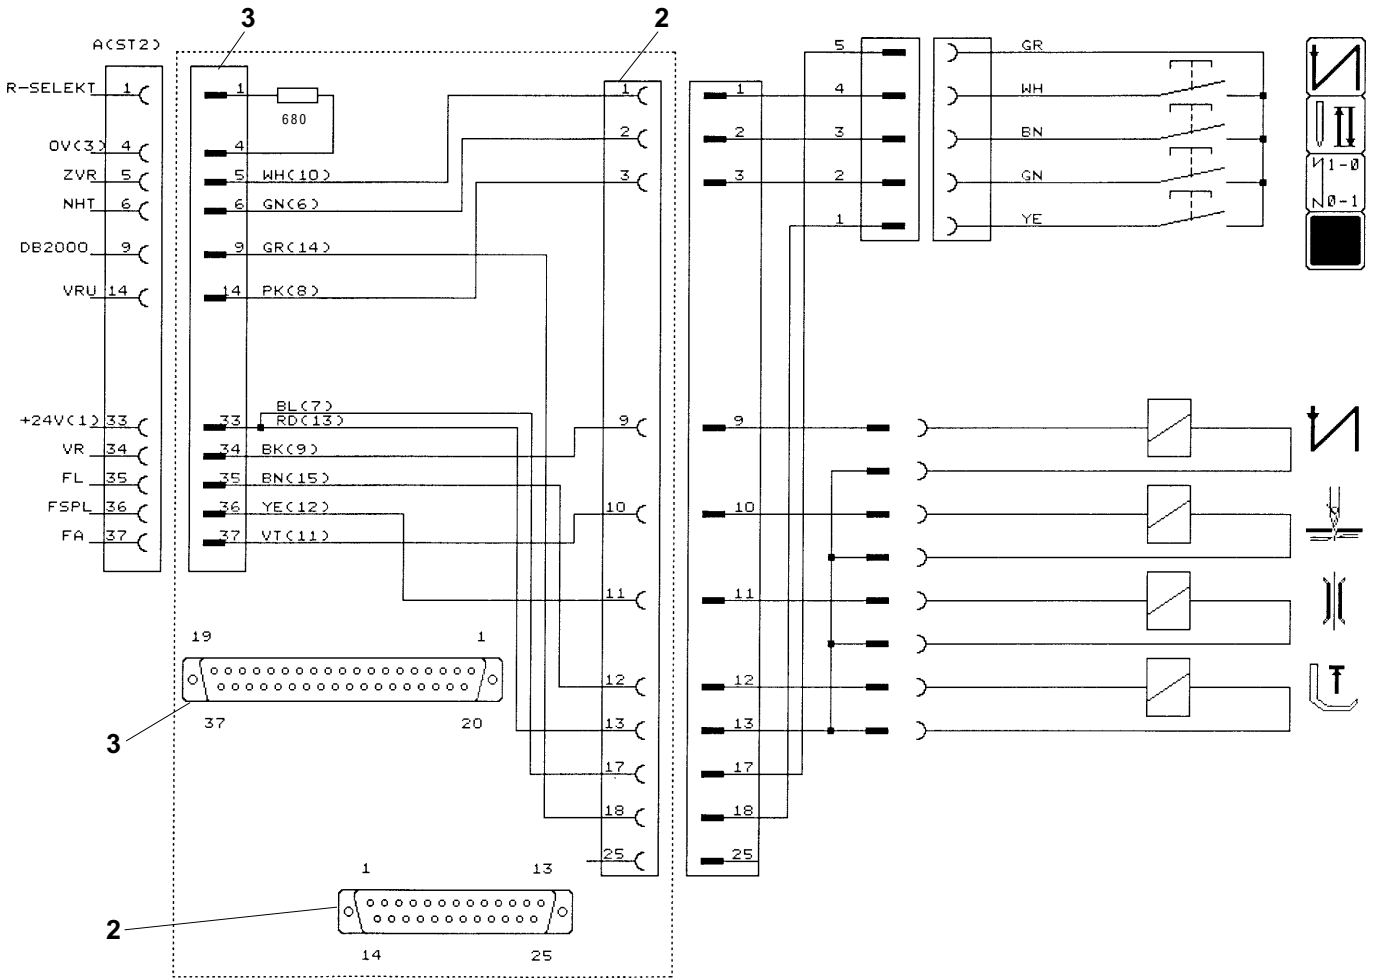 3
2
A(ST2)
5
GR
R-SELEKT 1
1
680
1
1
4
WH
2
2
3
BN
0V(3) 4
4
ZVR 5
5 WH(10)
3
3
2
GN
1-0
NHT 6
6 GN(6)
0-1
1
YE
DB2000 9
9 GR(14)
VRU 14
14 PK(8)
BL(7)
+24V(1) 33
33 RD(13)
9
9
VR 34
34 BK(9)
FL 35
35 BN(15)
FSPL 36
36 YE(12)
10
10
FA 37
37 VT(11)
11
11
19
1
12
12
37
20
13
13
3
17
17
18
18
25
25
1
13
2
14
25